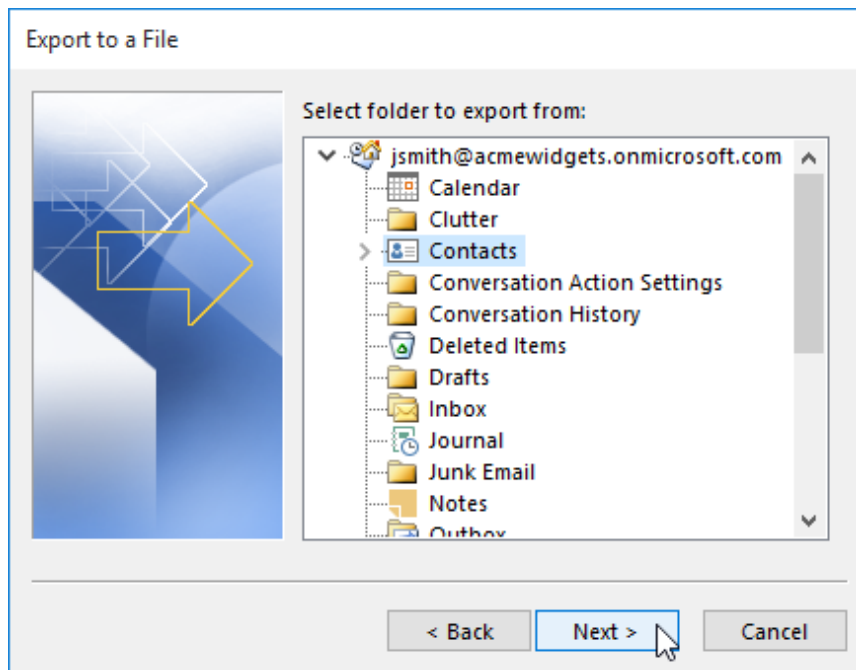 Export to a File
Select folder to export from:
jsmith@acmewidgets.onmicrosoft.com
Calendar
Clutter
Contacts
Conversation Action Settings
Conversation History
Deleted Items
Drafts
Inbox
Journal
Junk Email
Notes
Outbox
< Back
Next >
Cancel